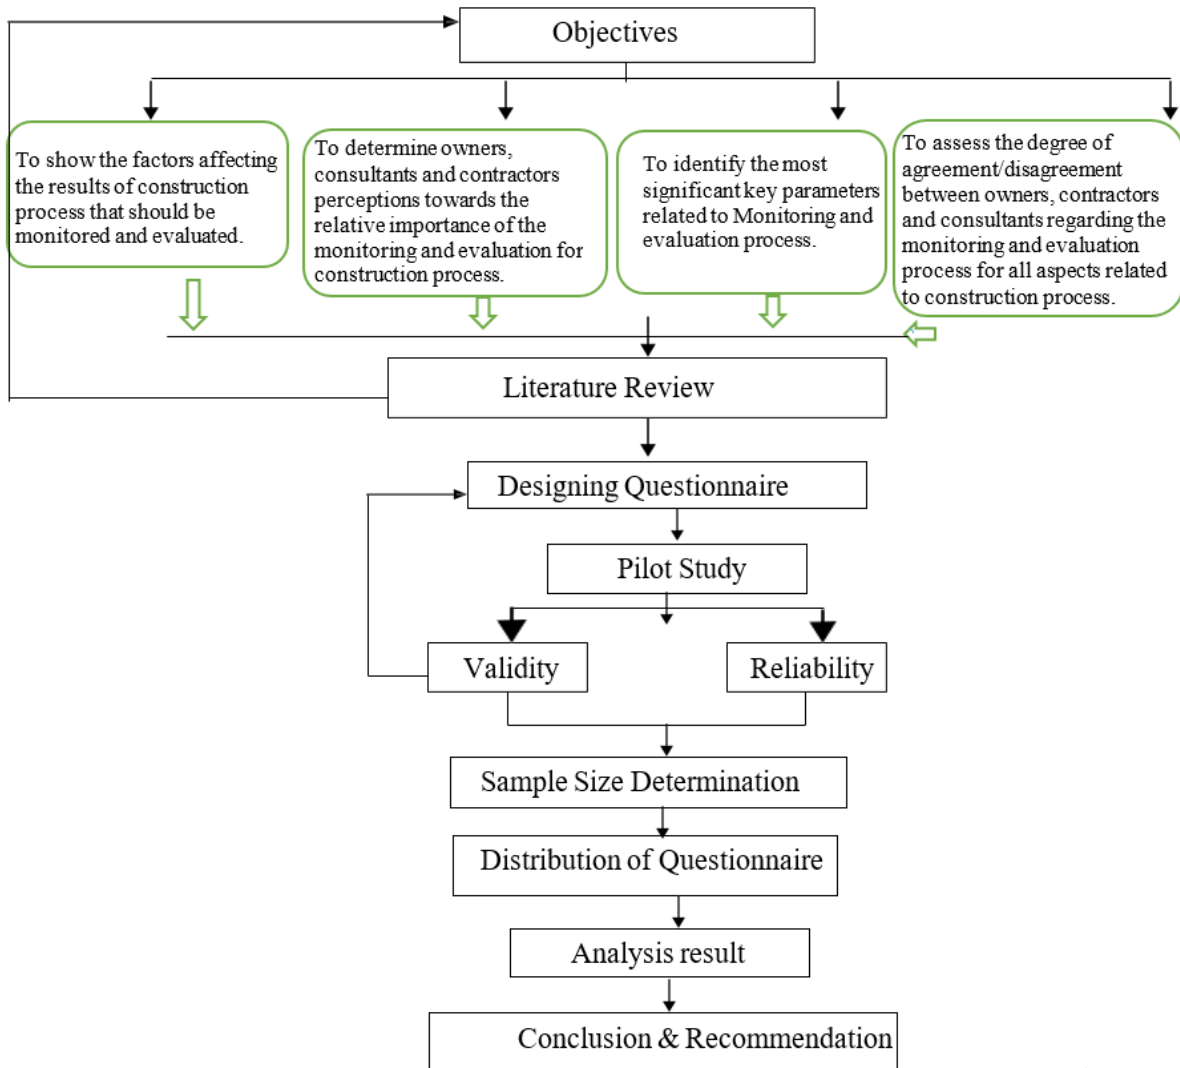 Objectives
To show the factors affecting
the results of construction
process that should be
monitored and evaluated.
To determine owners,
consultants and contractors
perceptions towards the
relative importance of the
monitoring and evaluation for
construction process.
To identify the most
significant key parameters
related to Monitoring and
evaluation process.
To assess the degree of
agreement/disagreement
between owners, contractors
and consultants regarding the
monitoring and evaluation
process for all aspects related
to construction process.
Literature Review
Designing Questionnaire
Pilot Study
Validity
Reliability
Sample Size Determination
Distribution of Questionnaire
Analysis result
Conclusion & Recommendation